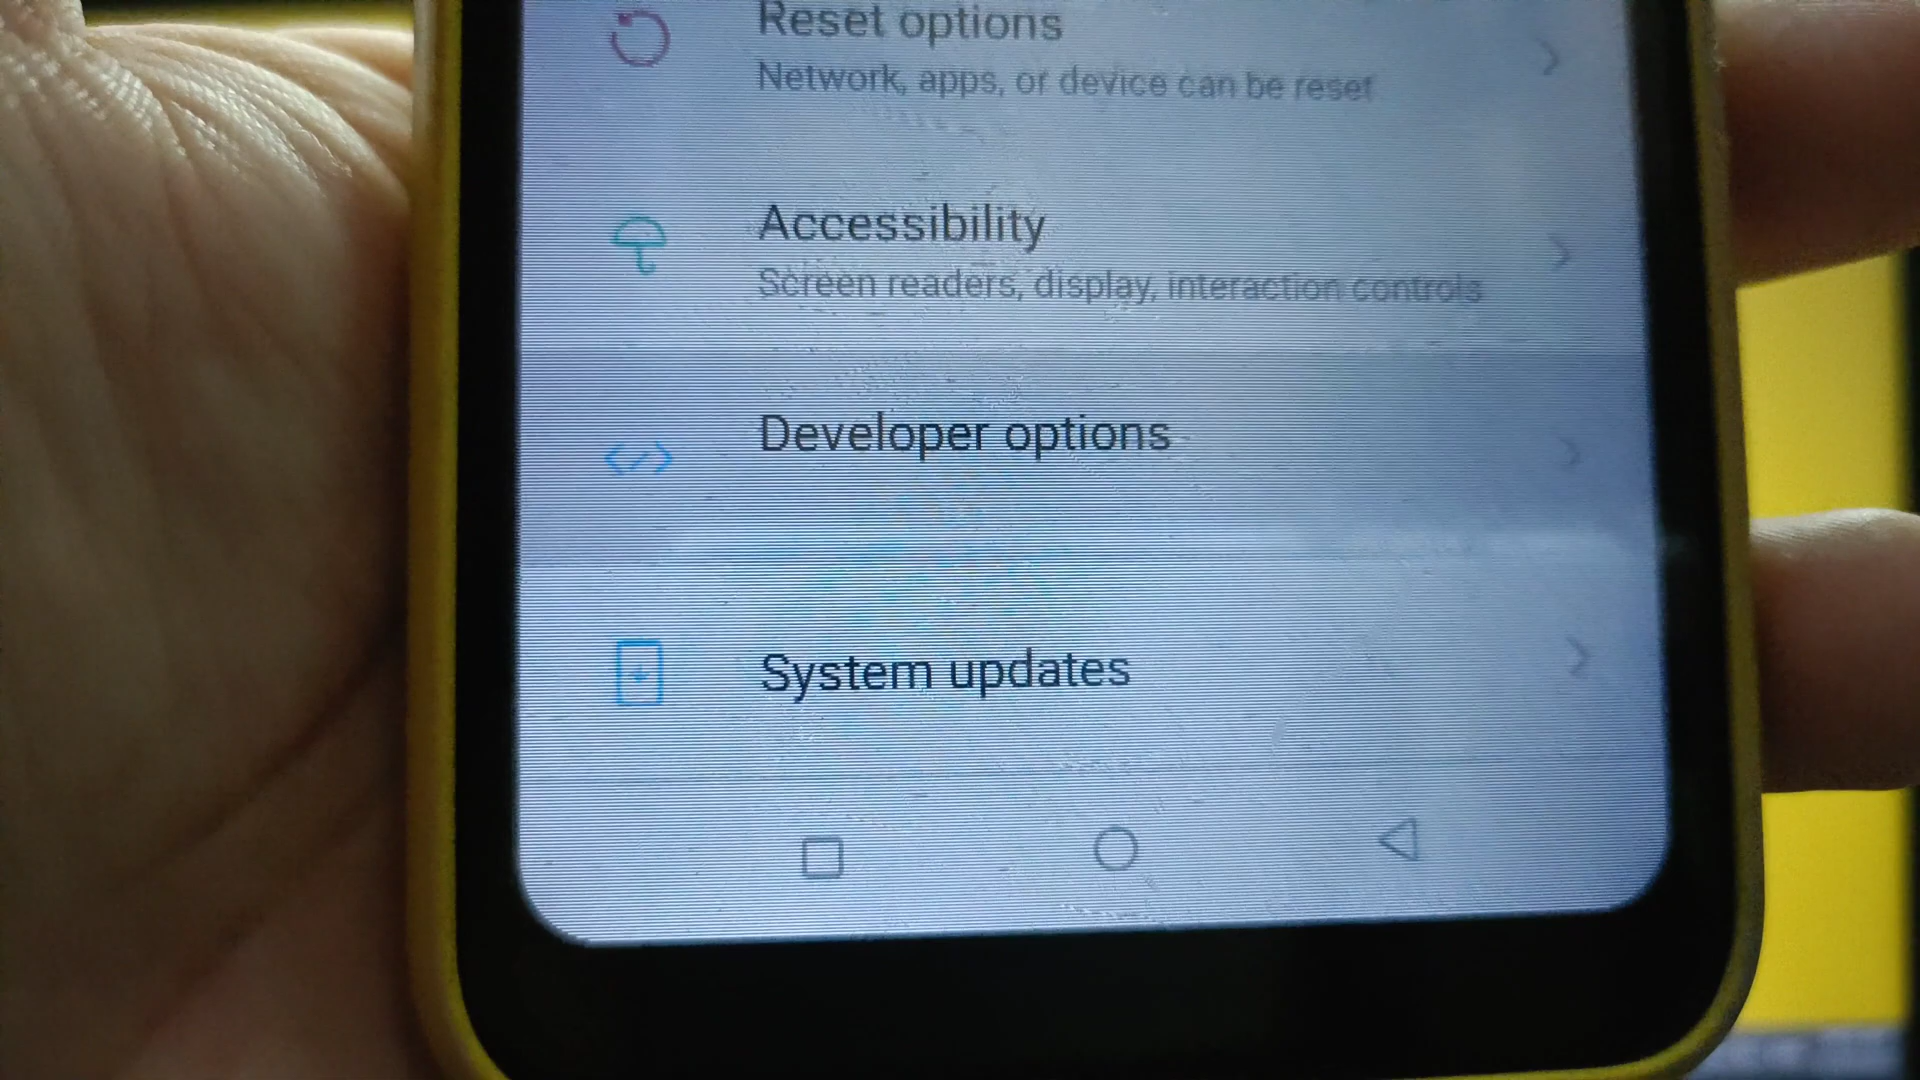 Reset options
Network, apps, or device can be reset
Accessibility
Screen readers, display, interaction controls
Developer options
System updates